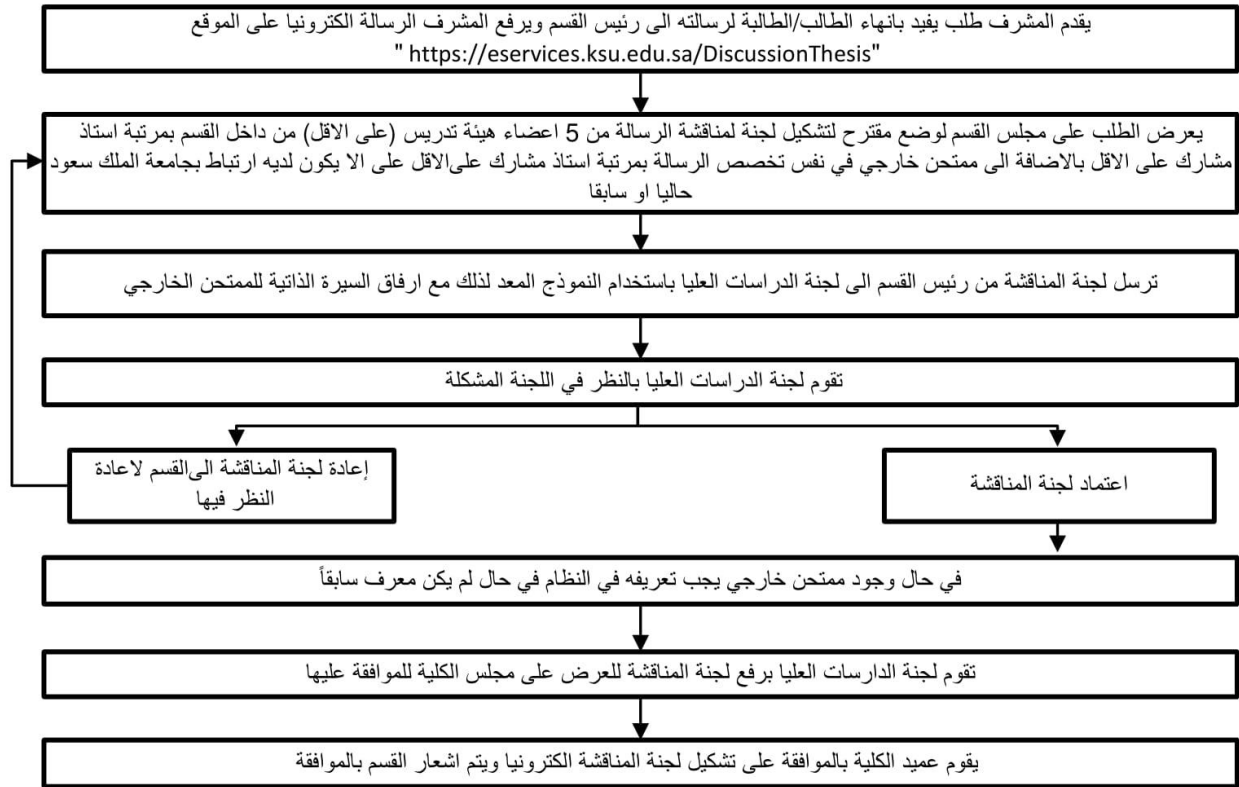 يقدم المشرف طلب يفيد بانهاء الطالب/الطالبة لرسالته الى رئيس القسم ويرفع المشرف الرسالة الكترونيا على الموقع
" https://eservices.ksu.edu.sa/DiscussionThesis"
يعرض الطلب على مجلس القسم لوضع مقترح لتشكيل لجنة لمناقشة الرسالة من 5 اعضاء هيئة تدريس (على الاقل) من داخل القسم بمرتبة استاذ
مشارك على الاقل بالاضافة الى ممتحن خارجي في نفس تخصص الرسالة بمرتبة استاذ مشارك على الاقل على الا يكون لديه ارتباط بجامعة الملك سعود
حاليا او سابقا
ترسل لجنة المناقشة من رئيس القسم الى لجنة الدراسات العليا باستخدام النموذج المعد لذلك مع ارفاق السيرة الذاتية للممتحن الخارجي
تقوم لجنة الدراسات العليا بالنظر في اللجنة المشكلة
اعتماد لجنة المناقشة
إعادة لجنة المناقشة الى القسم لاعادة
النظر فيها
في حال وجود ممتحن خارجي يجب تعريفه في النظام في حال لم يكن معرف سابقاً
تقوم لجنة الدارسات العليا برفع لجنة المناقشة للعرض على مجلس الكلية للموافقة عليها
يقوم عميد الكلية بالموافقة على تشكيل لجنة المناقشة الكترونيا ويتم اشعار القسم بالموافقة